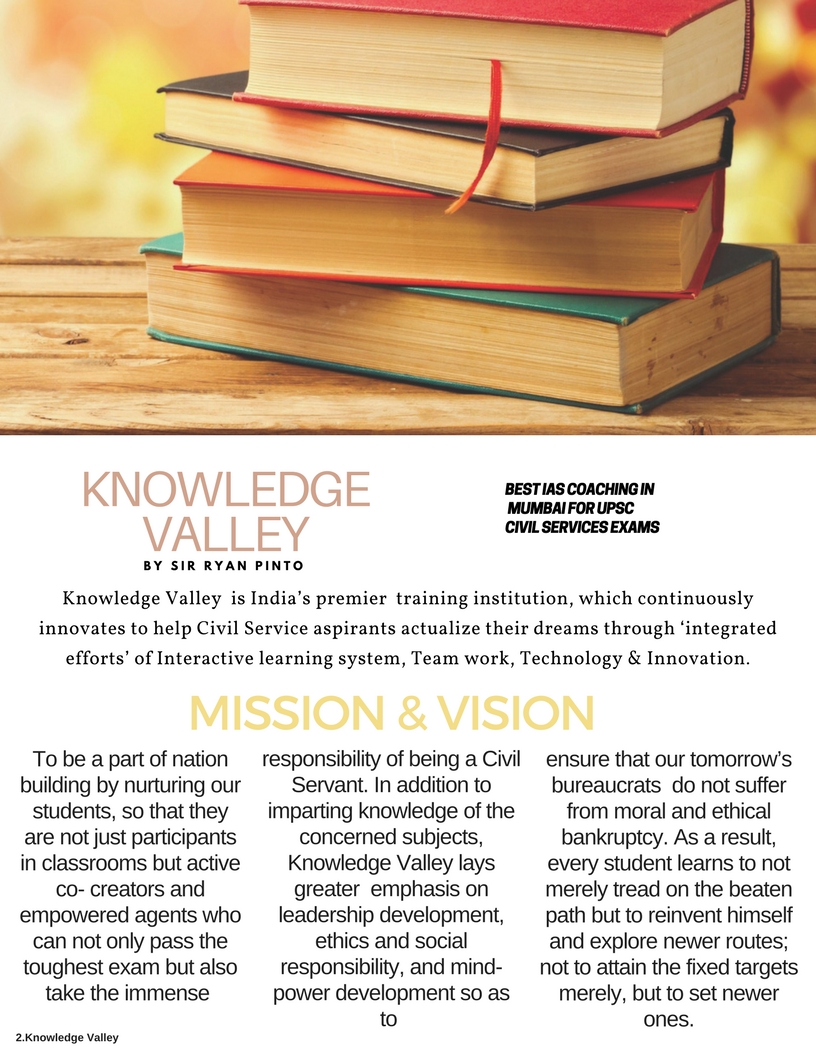 KNOWLEDGE
VALLEY
BY SIR RYAN PINTO
BEST IAS COACHING IN
MUMBAI FOR UPSC
CIVIL SERVICES EXAMS
Knowledge Valley  is India’s premier  training institution, which continuously
innovates to help Civil Service aspirants actualize their dreams through ‘integrated
efforts’ of Interactive learning system, Team work, Technology & Innovation.
MISSION & VISION
To be a part of nation
building by nurturing our
students, so that they
are not just participants
in classrooms but active
co- creators and
empowered agents who
can not only pass the
toughest exam but also
take the immense
responsibility of being a Civil
Servant. In addition to
imparting knowledge of the
concerned subjects,
Knowledge Valley lays
greater  emphasis on
leadership development,
ethics and social
responsibility, and mind-
power development so as
to
ensure that our tomorrow’s
bureaucrats  do not suffer
from moral and ethical
bankruptcy. As a result,
every student learns to not
merely tread on the beaten
path but to reinvent himself
and explore newer routes;
not to attain the fixed targets
merely, but to set newer
ones.
2.Knowledge Valley